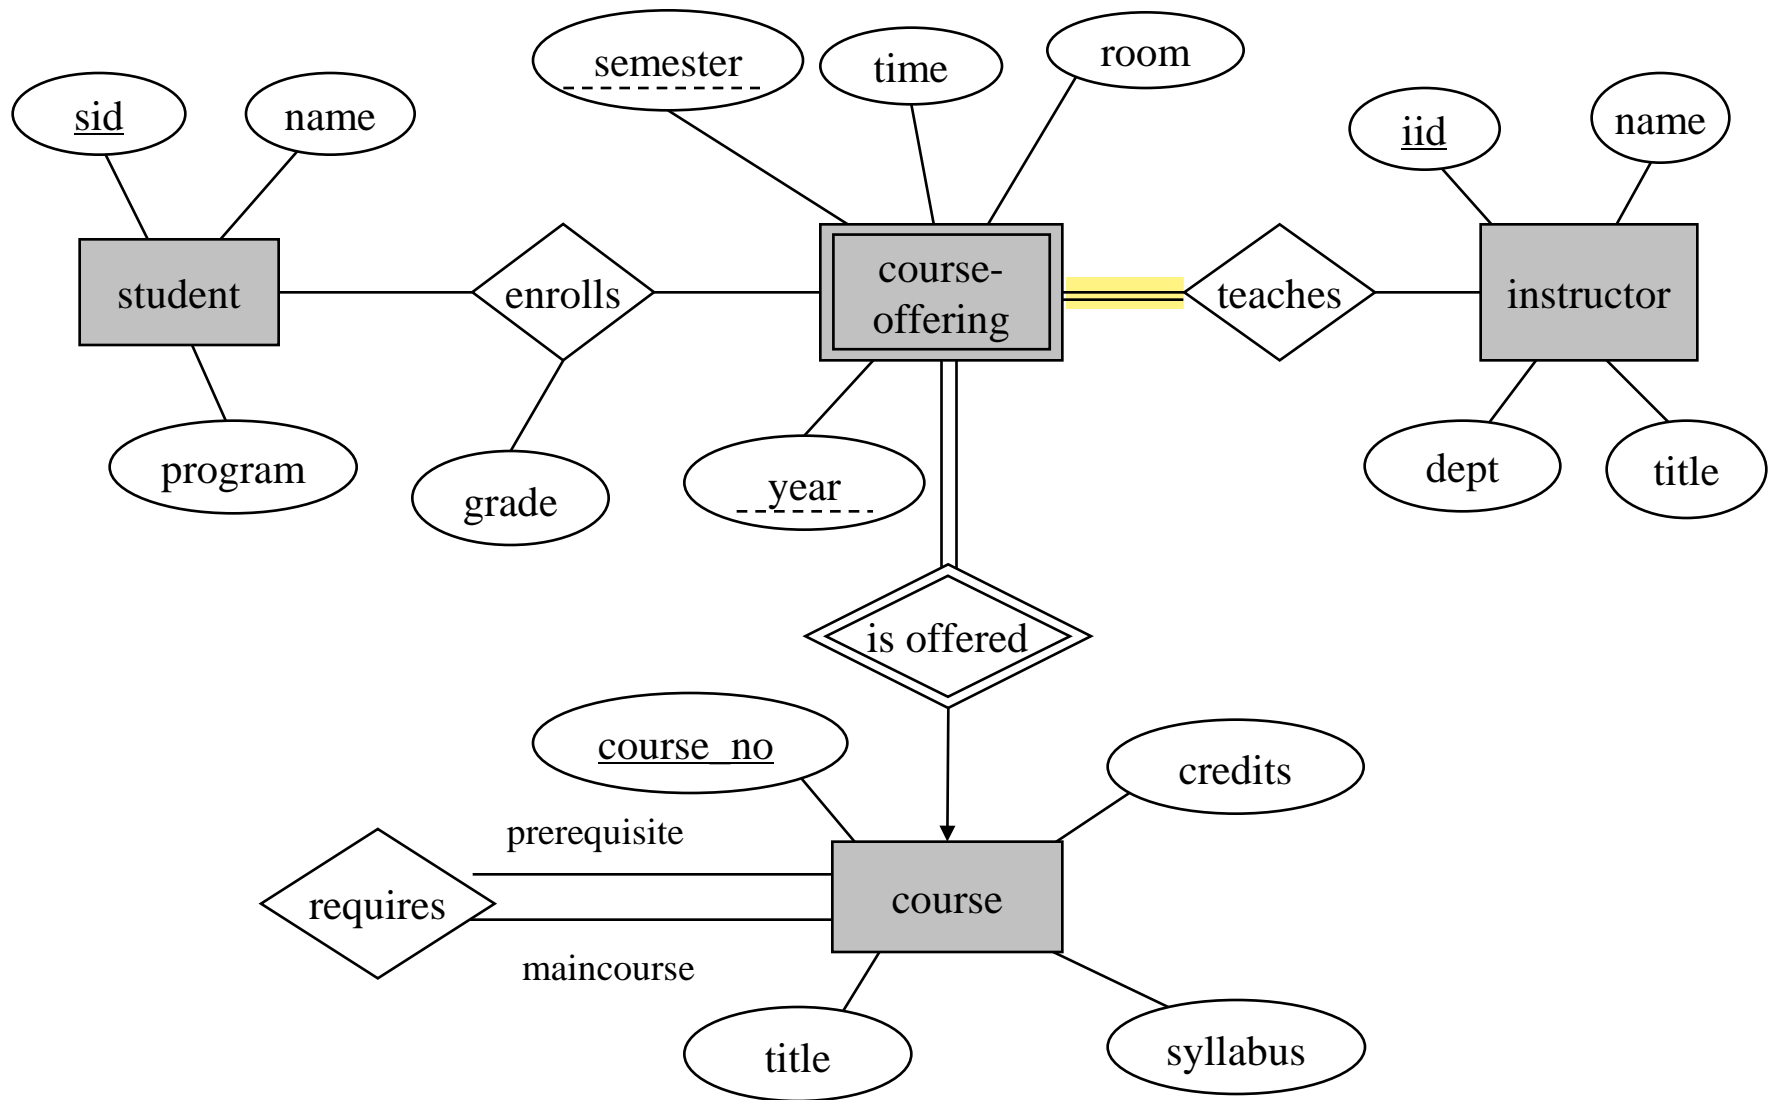 semester
time
room
sid
name
iid
name
student
enrolls
course-
offering
teaches
instructor
program
grade
year
dept
title
is offered
course_no
credits
prerequisite
requires
course
maincourse
title
syllabus